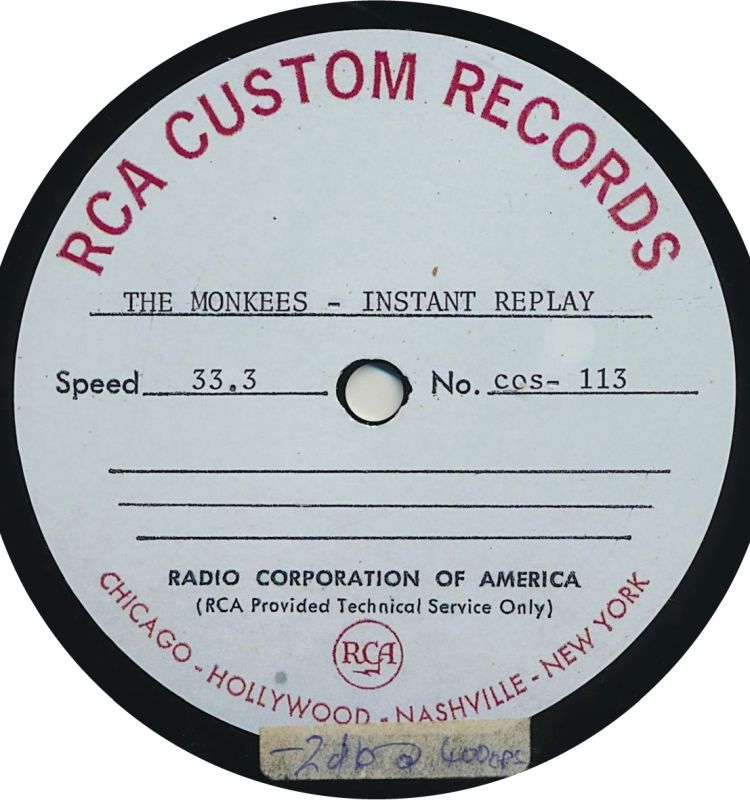 RCA CUSTOM RECORDS
THE MONKEES - INSTANT REPLAY
Speed 33.3 No. cos- 113
RADIO CORPORATION OF AMERICA
(RCA Provided Technical Service Only)
RCA
CHICAGO - HOLLYWOOD - NASHVILLE - NEW YORK
-2db @ 400cps